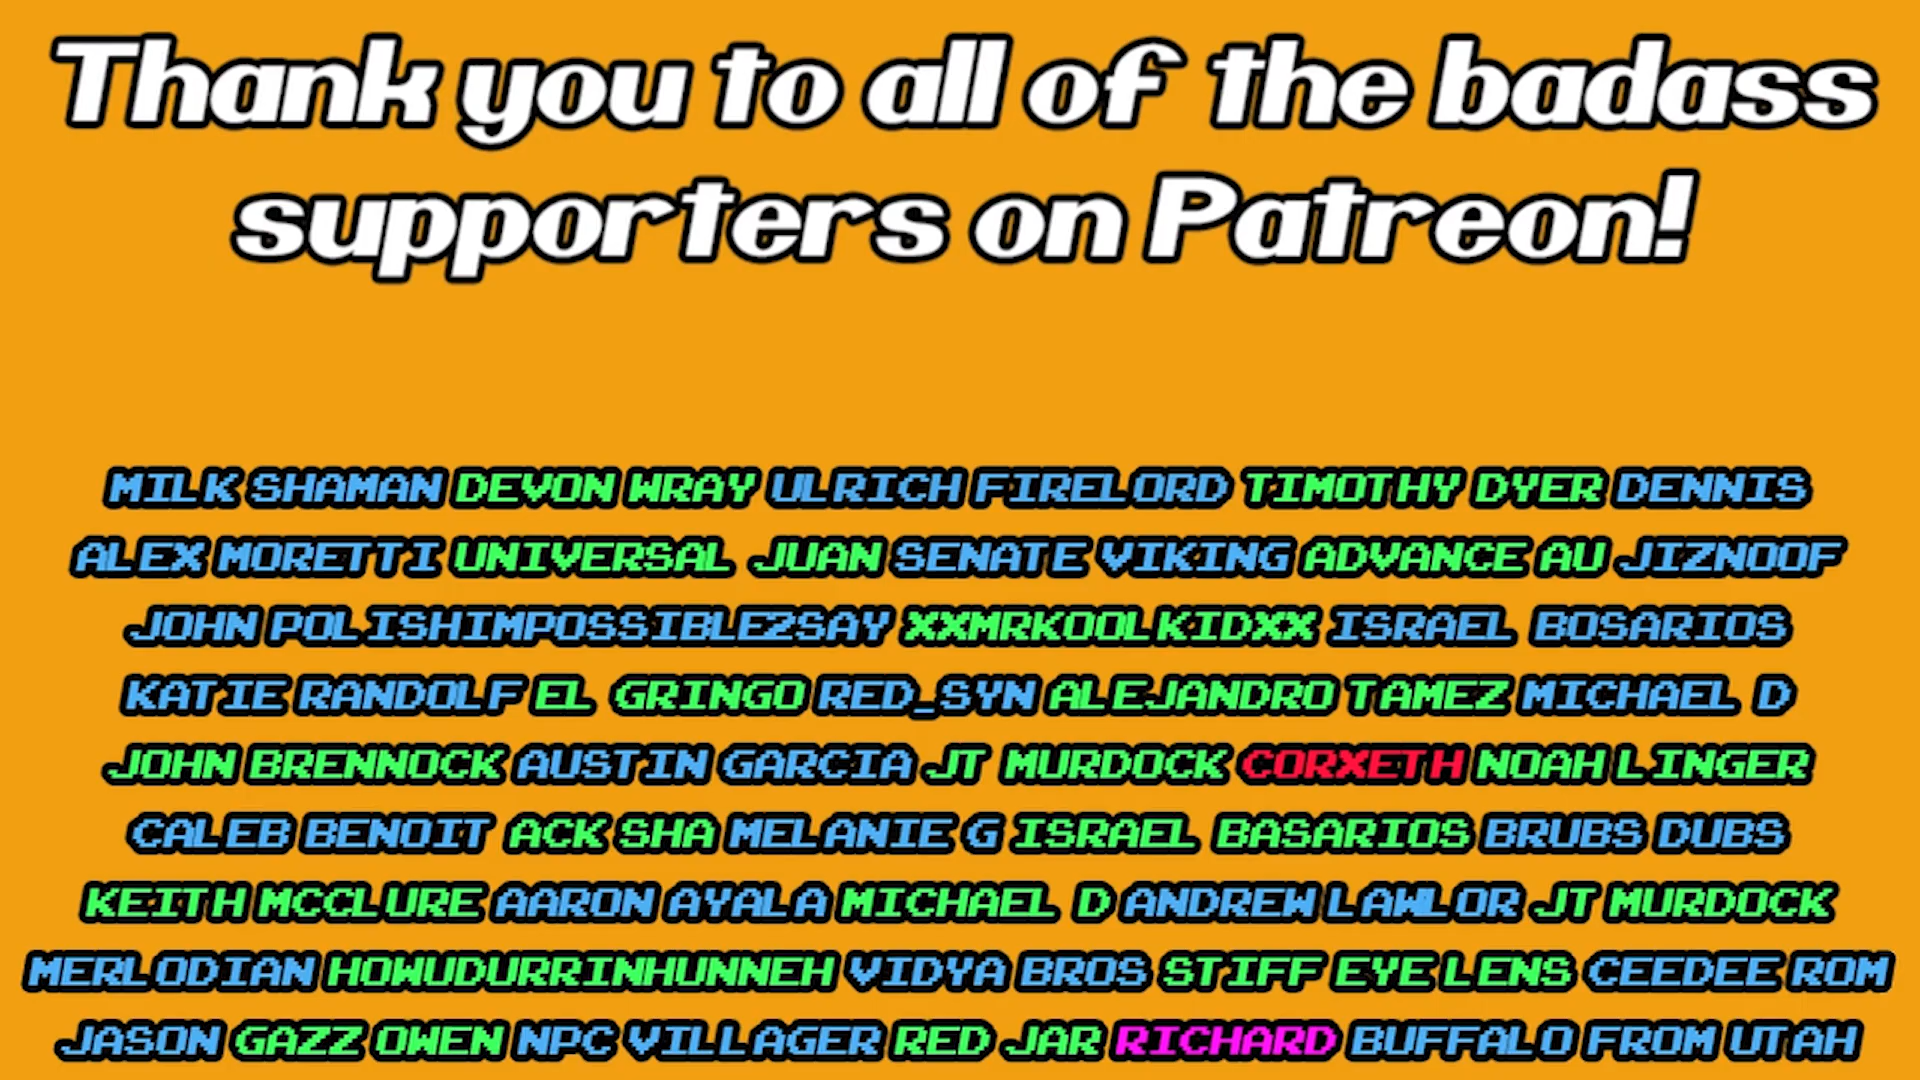 Thank you to all of the badass
supporters on Patreon!
MILK SHAMAN DEVON WRAY ULRICH FIRELORD TIMOTHY DYER DENNIS
ALEX MORETTI UNIVERSAL JUAN SENATE VIKING ADVANCE AU JIZNOOF
JOHN POLISHIMPOSSIBLEZSAY XXMRKOOLKIDXX ISRAEL BOSARIOS
KATIE RANDOLF EL GRINGO RED_SYN ALEJANDRO TAMEZ MICHAEL D
JOHN BRENNOCK AUSTIN GARCIA JT MURDOCK CORXETH NOAH LINGER
CALEB BENOIT ACK SHA MELANIE G ISRAEL BASARIOS BRUBS DUBS
KEITH MCCLURE AARON AYALA MICHAEL D ANDREW LAWLOR JT MURDOCK
MERLODIAN HOWUDURRINHUNNEH VIDYA BROS STIFF EYE LENS CEEDEE ROM
JASON GAZZ OWEN NPC VILLAGER RED JAR RICHARD BUFFALO FROM UTAH